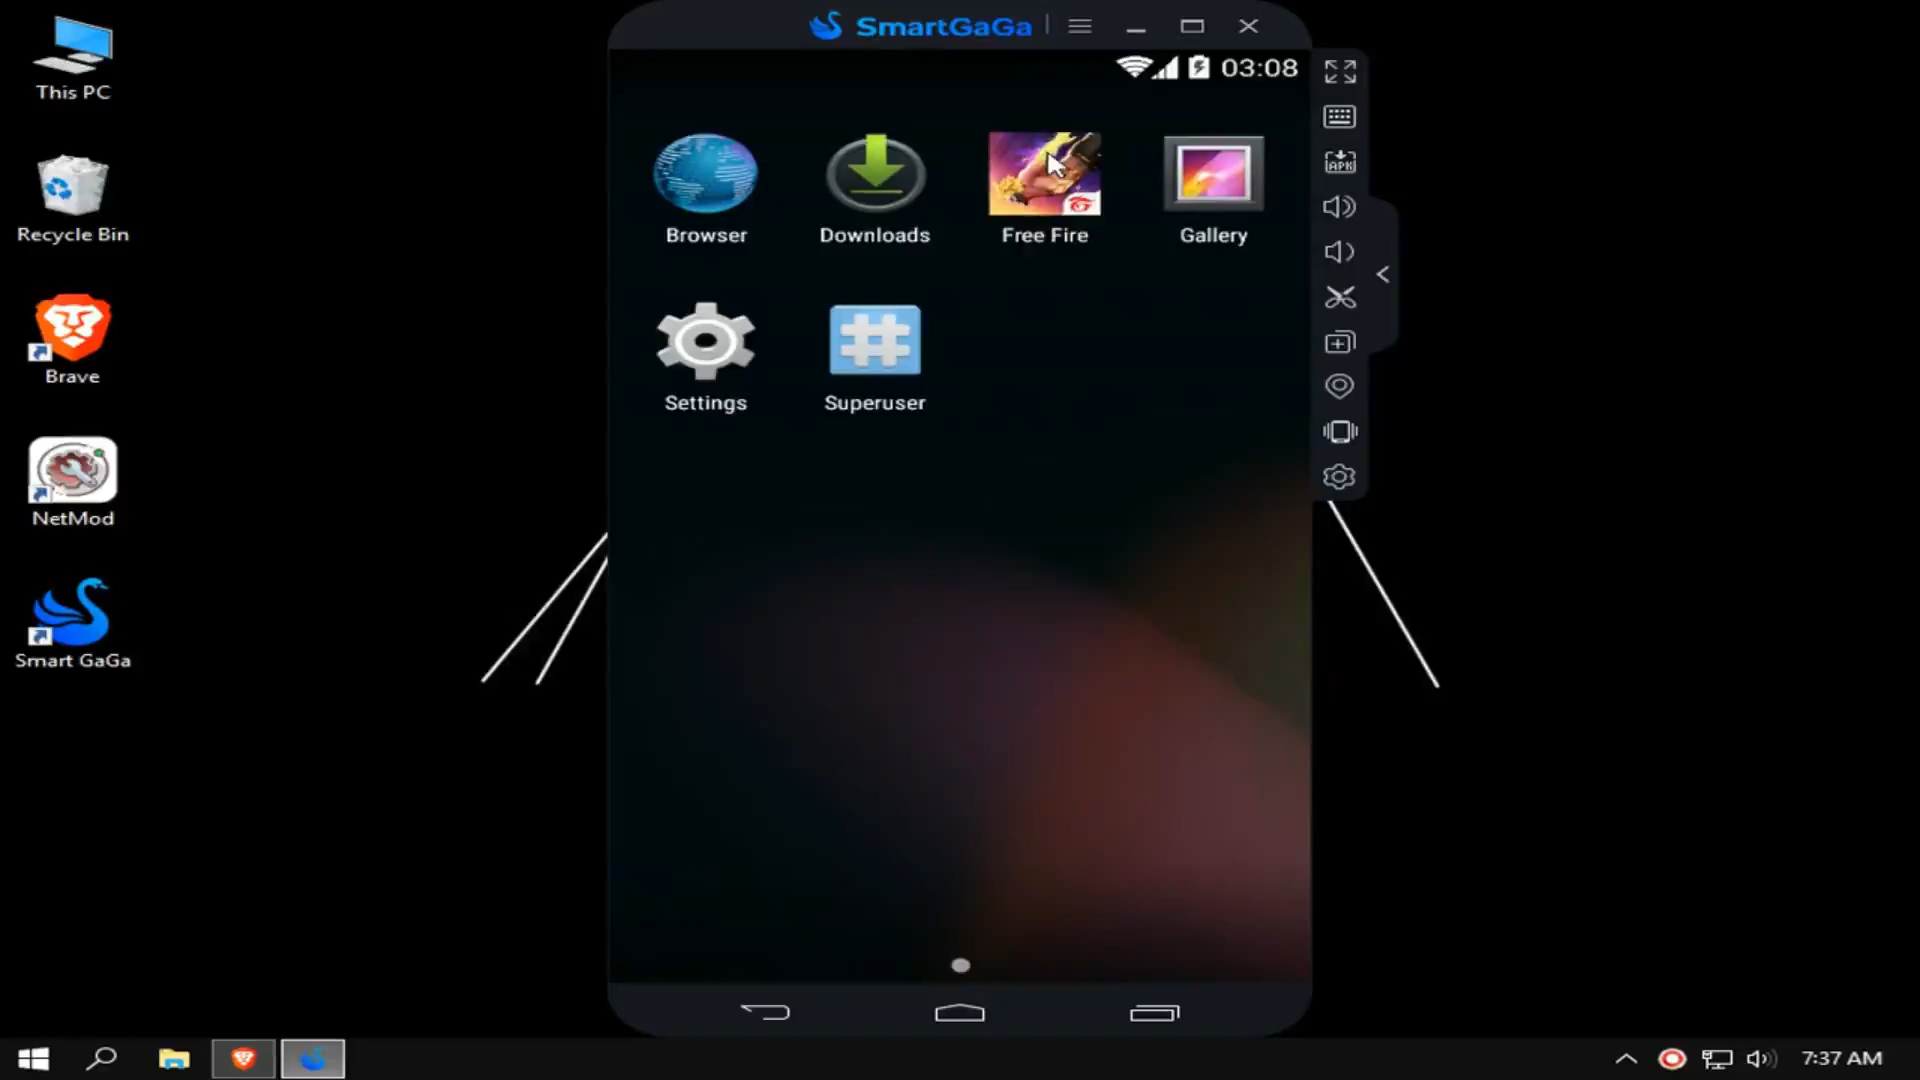 SmartGaGa
03:08
This PC
Recycle Bin
Brave
NetMod
Smart GaGa
Browser
Downloads
Free Fire
Gallery
Settings
Superuser
APK
7:37 AM